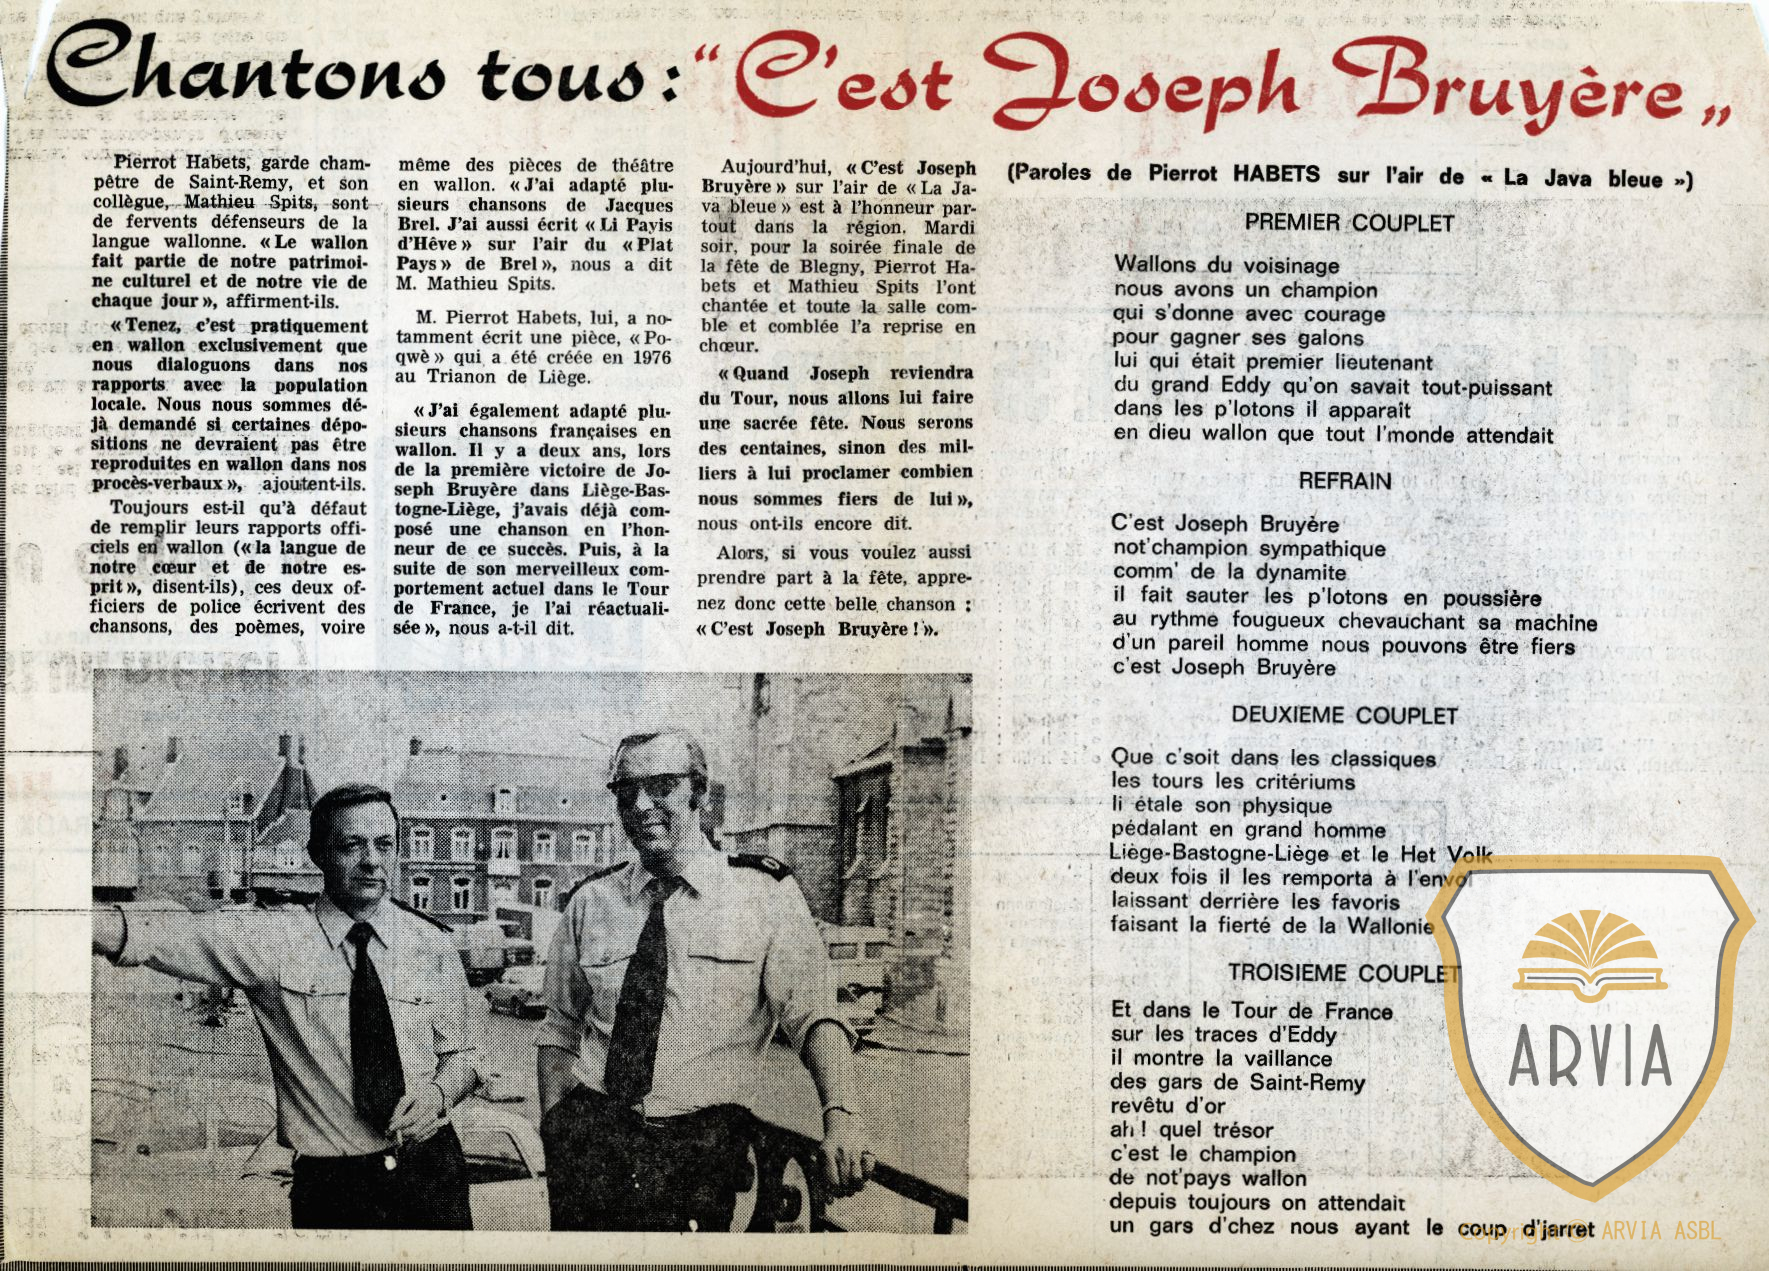 Chantons tous : “ C'est Joseph Bruyère „
Pierrot Habets, garde cham-
pêtre de Saint-Remy, et son
collègue, Mathieu Spits, sont
de fervents défenseurs de la
langue wallonne. « Le wallon
fait partie de notre patrimoi-
ne culturel et de notre vie de
chaque jour », affirment-ils.
« Tenez, c'est pratiquement
en wallon exclusivement que
nous dialoguons dans nos
rapports avec la population
locale. Nous nous sommes dé-
jà demandé si certaines dépo-
sitions ne devraient pas être
reproduites en wallon dans nos
procès-verbaux », ajoutent-ils.
Toujours est-il qu'à défaut
de remplir leurs rapports offi-
ciels en wallon (« la langue de
notre cœur et de notre es-
prit », disent-ils), ces deux of-
ficiers de police écrivent des
chansons, des poèmes, voire
même des pièces de théâtre
en wallon. « J'ai adapté plu-
sieurs chansons de Jacques
Brel. J'ai aussi écrit « Li Payis
d'Hêve » sur l'air du « Plat
Pays » de Brel », nous a dit
M. Mathieu Spits.
M. Pierrot Habets, lui, a no-
tamment écrit une pièce, « Po-
qwè » qui a été créée en 1976
au Trianon de Liège.
« J'ai également adapté plu-
sieurs chansons françaises en
wallon. Il y a deux ans, lors
de la première victoire de Jo-
seph Bruyère dans Liège-Bas-
togne-Liège, j'avais déjà com-
posé une chanson en l'hon-
neur de ce succès. Puis, à la
suite de son merveilleux com-
portement actuel dans le Tour
de France, je l'ai réactuali-
sée », nous a-t-il dit.
Aujourd'hui, « C'est Joseph
Bruyère » sur l'air de « La Ja-
va bleue » est à l'honneur par-
tout dans la région. Mardi
soir, pour la soirée finale de
la fête de Blegny, Pierrot Ha-
bets et Mathieu Spits l'ont
chantée et toute la salle com-
ble et comblée l'a reprise en
chœur.
« Quand Joseph reviendra
du Tour, nous allons lui faire
une sacrée fête. Nous serons
des centaines, sinon des mil-
liers à lui proclamer combien
nous sommes fiers de lui »,
nous ont-ils encore dit.
Alors, si vous voulez aussi
prendre part à la fête, appre-
nez donc cette belle chanson :
« C'est Joseph Bruyère ! ».
(Paroles de Pierrot HABETS sur l'air de « La Java bleue »)
PREMIER COUPLET
Wallons du voisinage
nous avons un champion
qui s'donne avec courage
pour gagner ses galons
lui qui était premier lieutenant
du grand Eddy qu'on savait tout-puissant
dans les p'lotons il apparaît
en dieu wallon que tout l'monde attendait
REFRAIN
C'est Joseph Bruyère
not'champion sympathique
comm' de la dynamite
il fait sauter les p'lotons en poussière
au rythme fougueux chevauchant sa machine
d'un pareil homme nous pouvons être fiers
c'est Joseph Bruyère
DEUXIEME COUPLET
Que c'soit dans les classiques
les tours les critériums
li étale son physique
pédalant en grand homme
Liège-Bastogne-Liège et le Het Volk
deux fois il les remporta à l'envoi
laissant derrière les favoris
faisant la fierté de la Wallonie
TROISIEME COUPLET
Et dans le Tour de France
sur les traces d'Eddy
il montre la vaillance
des gars de Saint-Remy
revêtu d'or
ah ! quel trésor
c'est le champion
de not'pays wallon
depuis toujours on attendait
un gars d'chez nous ayant le coup d'jarret
ARVIA
Copyright © ARVIA ASBL